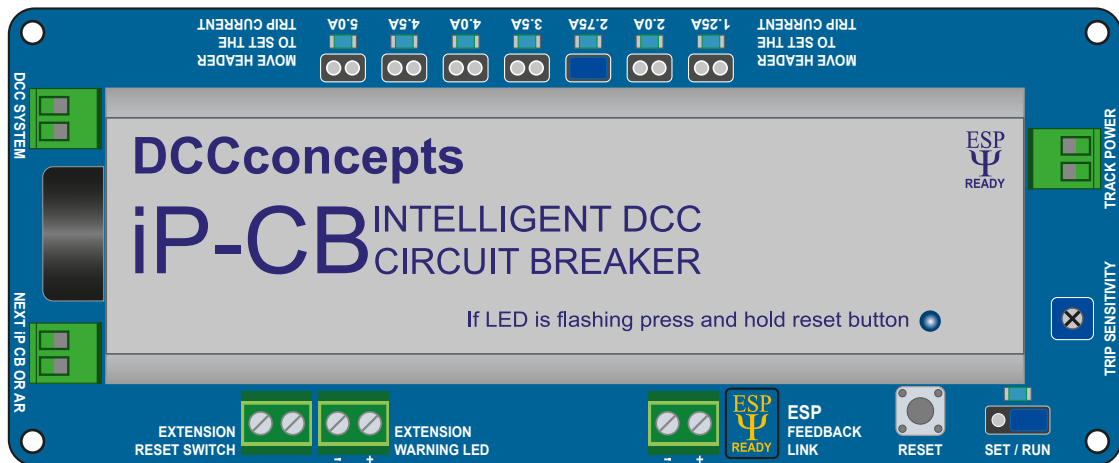 TRIP CURRENT
TO SET THE
MOVE HEADER
5.0A
4.5A
4.0A
3.5A
2.75A
2.0A
1.25A
TRIP CURRENT
TO SET THE
MOVE HEADER
DCC SYSTEM
DCCconcepts
ESP
Ψ
READY
TRACK POWER
iP-CB INTELLIGENT DCC
CIRCUIT BREAKER
If LED is flashing press and hold reset button
NEXT iP CB OR AR
TRIP SENSITIVITY
EXTENSION
RESET SWITCH
- +
EXTENSION
WARNING LED
- +
ESP
Ψ
READY
ESP
FEEDBACK
LINK
RESET
SET / RUN